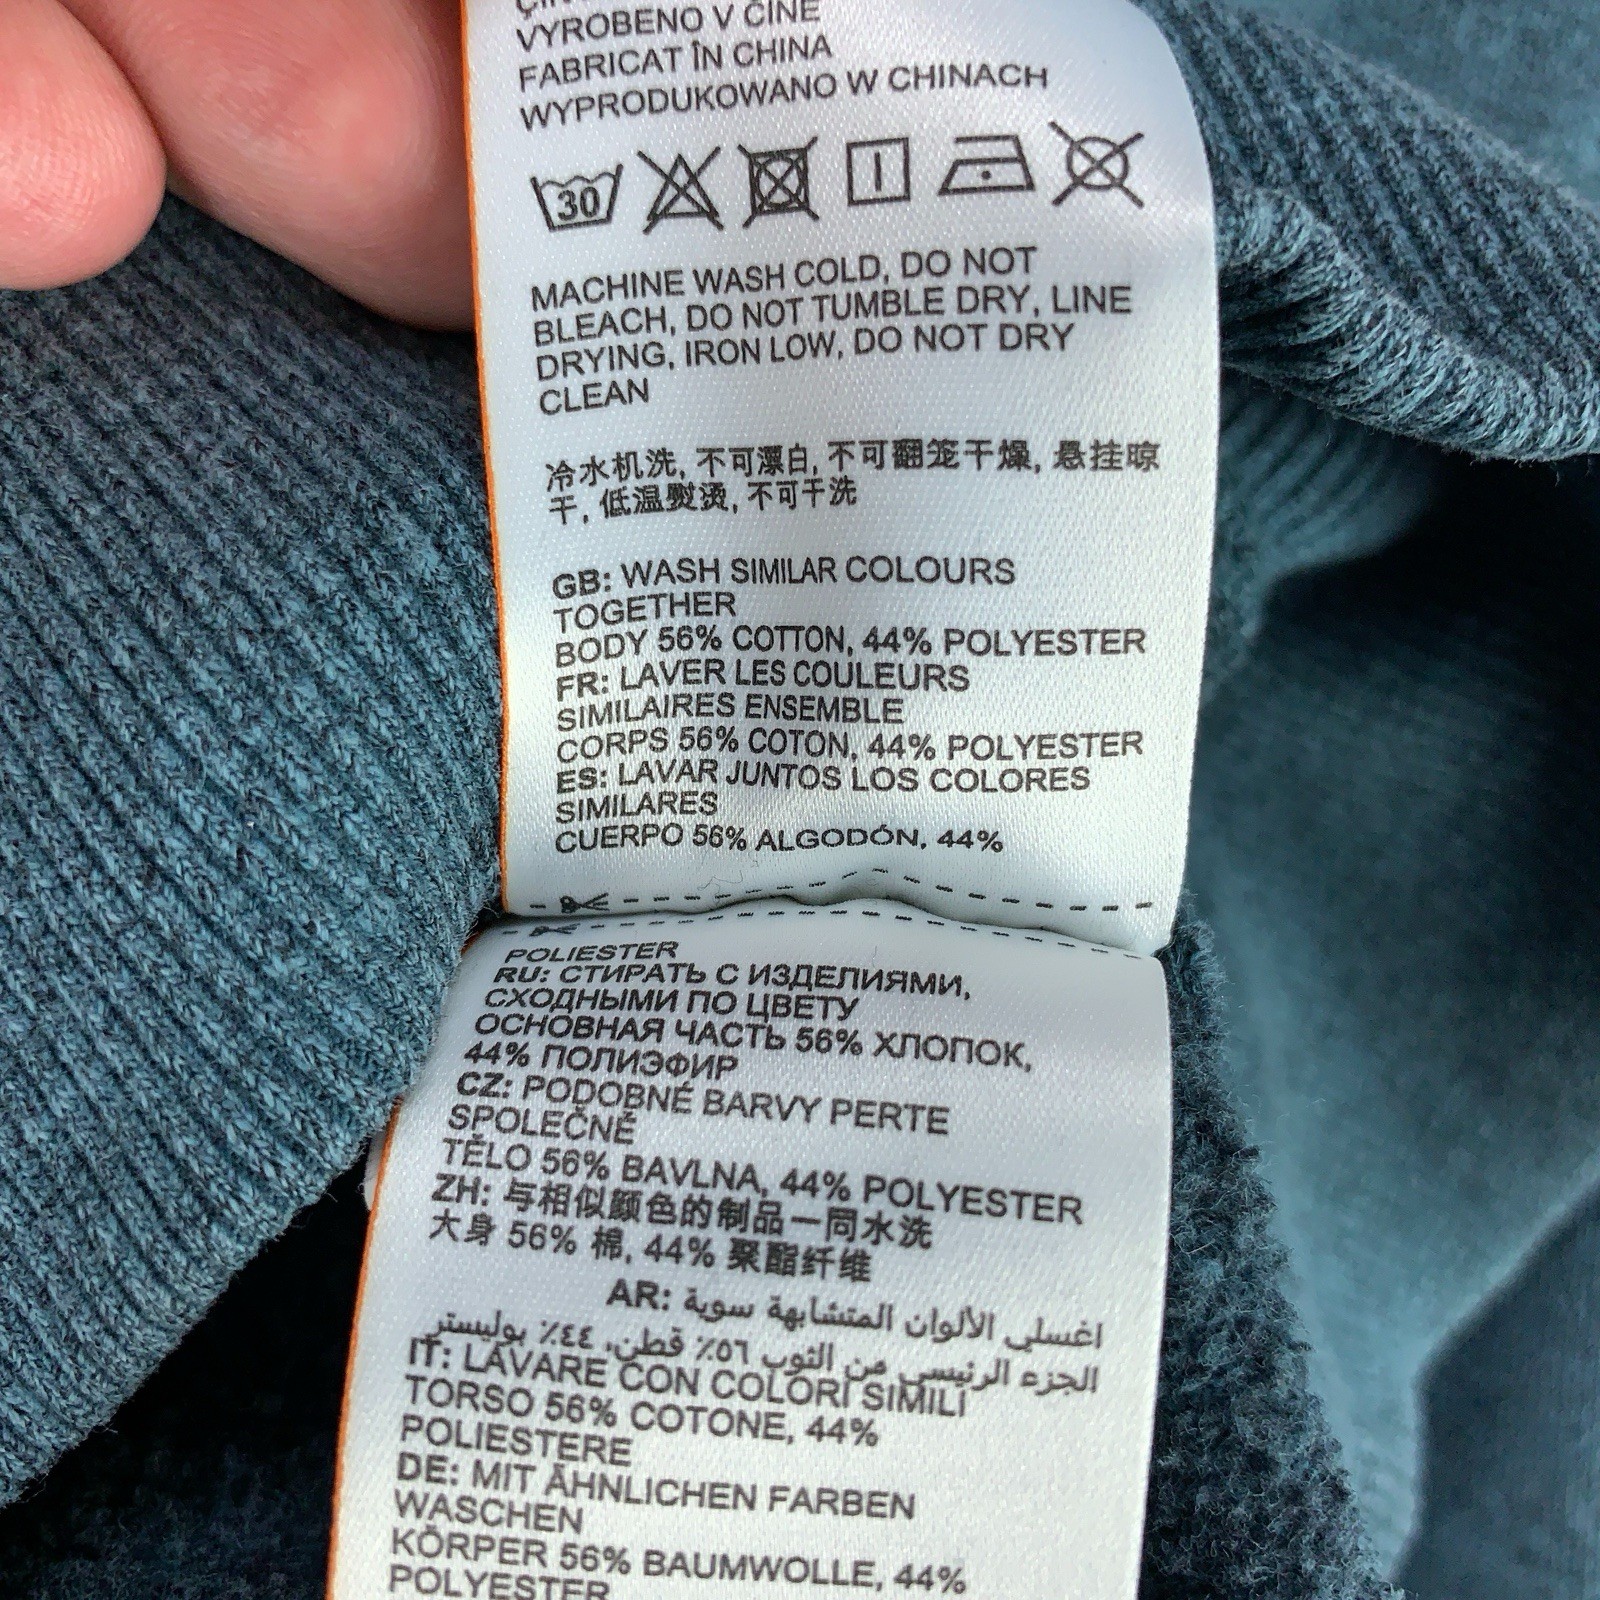 VYROBENO V ČÍNĚ
FABRICAT ÎN CHINA
WYPRODUKOWANO W CHINACH
30
MACHINE WASH COLD, DO NOT
BLEACH, DO NOT TUMBLE DRY, LINE
DRYING, IRON LOW, DO NOT DRY
CLEAN
冷水机洗, 不可漂白, 不可翻笼干燥, 悬挂晾
干, 低温熨烫, 不可干洗
GB: WASH SIMILAR COLOURS
TOGETHER
BODY 56% COTTON, 44% POLYESTER
FR: LAVER LES COULEURS
SIMILAIRES ENSEMBLE
CORPS 56% COTON, 44% POLYESTER
ES: LAVAR JUNTOS LOS COLORES
SIMILARES
CUERPO 56% ALGODÓN, 44%
POLIESTER
RU: СТИРАТЬ С ИЗДЕЛИЯМИ,
СХОДНЫМИ ПО ЦВЕТУ
ОСНОВНАЯ ЧАСТЬ 56% ХЛОПОК,
44% ПОЛИЭФИР
CZ: PODOBNÉ BARVY PERTE
SPOLEČNĚ
TĚLO 56% BAVLNA, 44% POLYESTER
ZH: 与相似颜色的制品一同水洗
大身 56% 棉, 44% 聚酯纤维
AR: اغسلي الألوان المتشابهة سوية
الجزء الرئيسي من الثوب ٥٦٪ قطن، ٤٤٪ بوليستر
IT: LAVARE CON COLORI SIMILI
TORSO 56% COTONE, 44%
POLIESTERE
DE: MIT ÄHNLICHEN FARBEN
WASCHEN
KÖRPER 56% BAUMWOLLE, 44%
POLYESTER